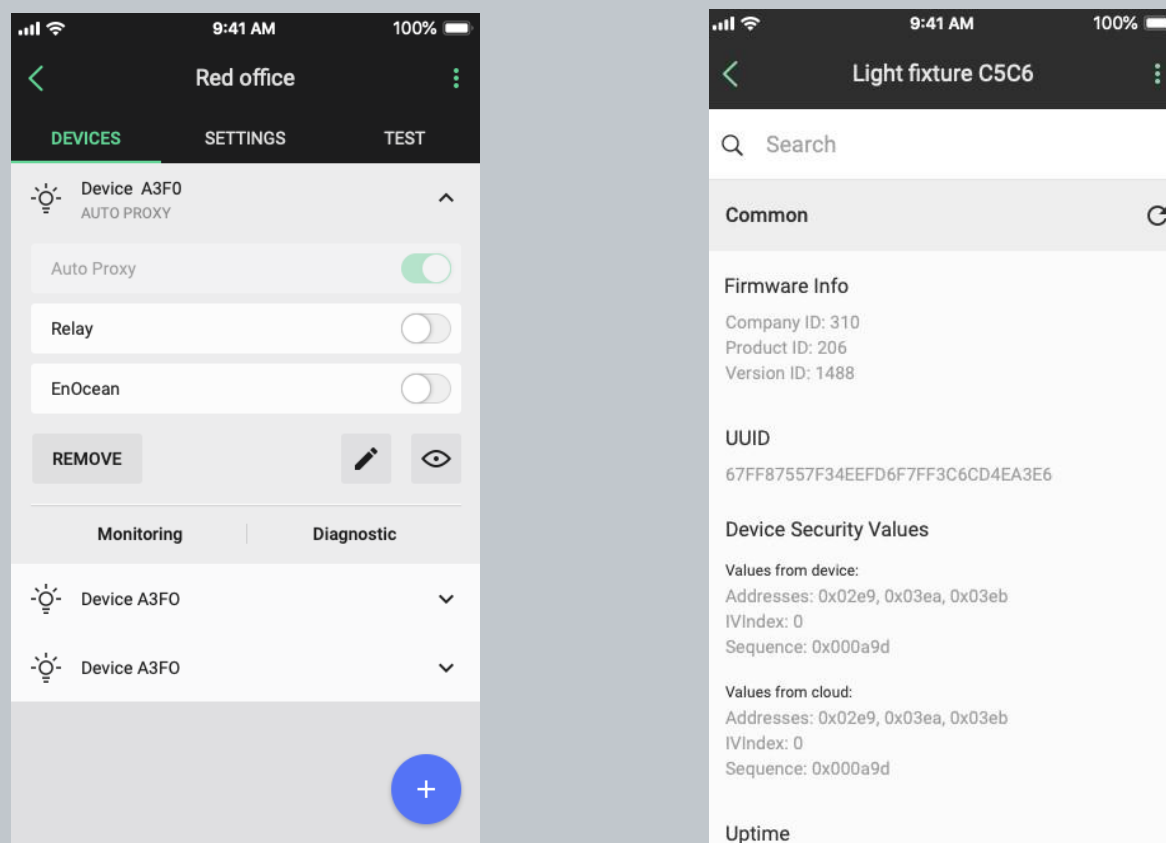 9:41 AM 100%
Red office
DEVICES SETTINGS TEST
Device A3F0
AUTO PROXY
Auto Proxy
Relay
EnOcean
REMOVE
Monitoring Diagnostic
Device A3FO
Device A3FO
9:41 AM 100%
Light fixture C5C6
Search
Common
Firmware Info
Company ID: 310
Product ID: 206
Version ID: 1488
UUID
67FF87557F34EEFD6F7FF3C6CD4EA3E6
Device Security Values
Values from device:
Addresses: 0x02e9, 0x03ea, 0x03eb
IVIndex: 0
Sequence: 0x000a9d
Values from cloud:
Addresses: 0x02e9, 0x03ea, 0x03eb
IVIndex: 0
Sequence: 0x000a9d
Uptime